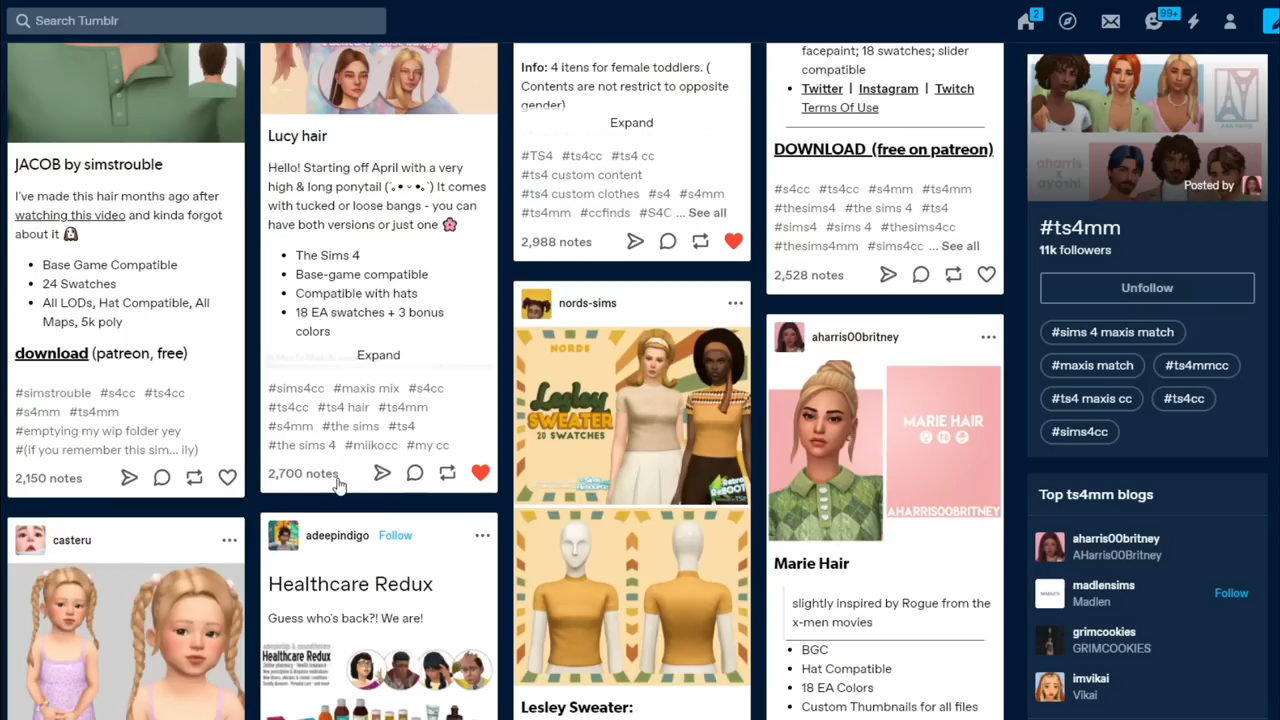 Search Tumblr
2
99+
JACOB by simstrouble
I've made this hair months ago after
watching this video and kinda forgot
about it
Base Game Compatible
24 Swatches
All LODs, Hat Compatible, All
Maps, 5k poly
download (patreon, free)
#simstrouble #s4cc #ts4cc
#s4mm #ts4mm
#emptying my wip folder yey
#(if you remember this sim... ily)
2,150 notes
casteru
Lucy hair
Hello! Starting off April with a very
high & long ponytail (´｡• ᵕ •｡`) It comes
with tucked or loose bangs - you can
have both versions or just one
The Sims 4
Base-game compatible
Compatible with hats
18 EA swatches + 3 bonus
colors
Expand
#sims4cc #maxis mix #s4cc
#ts4cc #ts4 hair #ts4mm
#s4mm #the sims #ts4
#the sims 4 #miikocc #my cc
2,700 notes
adeepindigo Follow
Healthcare Redux
Guess who's back?! We are!
Healthcare Redux
Info: 4 itens for female toddlers. (
Contents are not restrict to opposite
gender)
Expand
#TS4 #ts4cc #ts4 cc
#ts4 custom content
#ts4 custom clothes #s4 #s4mm
#ts4mm #ccfinds #S4C ... See all
2,988 notes
nords-sims
NORDS
Lesley
SWEATER
20 SWATCHES
Retro
ReBOOT
Lesley Sweater:
facepaint; 18 swatches; slider
compatible
Twitter | Instagram | Twitch
Terms Of Use
DOWNLOAD (free on patreon)
#s4cc #ts4cc #s4mm #ts4mm
#thesims4 #the sims 4 #ts4
#sims4 #sims 4 #thesims4cc
#thesims4mm #sims4cc ... See all
2,528 notes
aharris00britney
MARIE HAIR
AHARRIS00BRITNEY
Marie Hair
slightly inspired by Rogue from the
x-men movies
BGC
Hat Compatible
18 EA Colors
Custom Thumbnails for all files
aharris
x
ayoshi
Posted by
#ts4mm
11k followers
Unfollow
#sims 4 maxis match
#maxis match #ts4mmcc
#ts4 maxis cc #ts4cc
#sims4cc
Top ts4mm blogs
aharris00britney
AHarris00Britney
madlensims
Madlen
Follow
grimcookies
GRIMCOOKIES
imvikai
Vikai